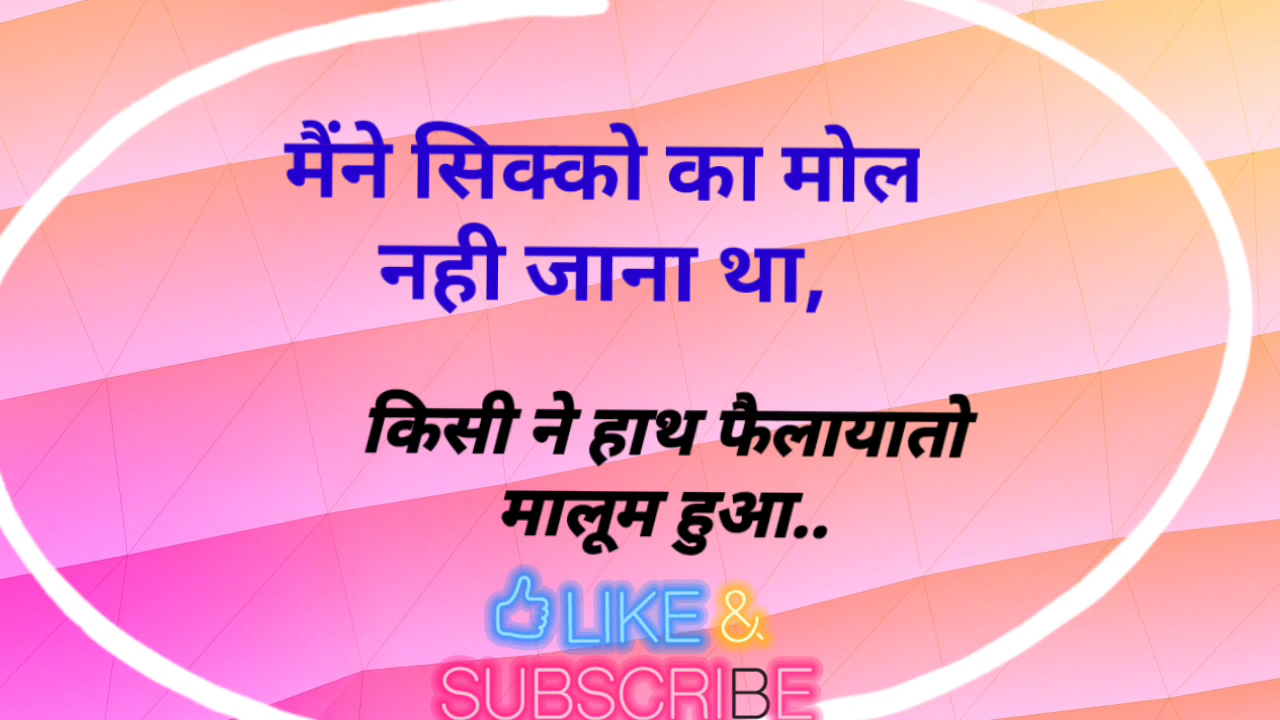 मैंने सिक्को का मोल
नही जाना था,
किसी ने हाथ फैलायातो
मालूम हुआ..
LIKE &
SUBSCRIBE